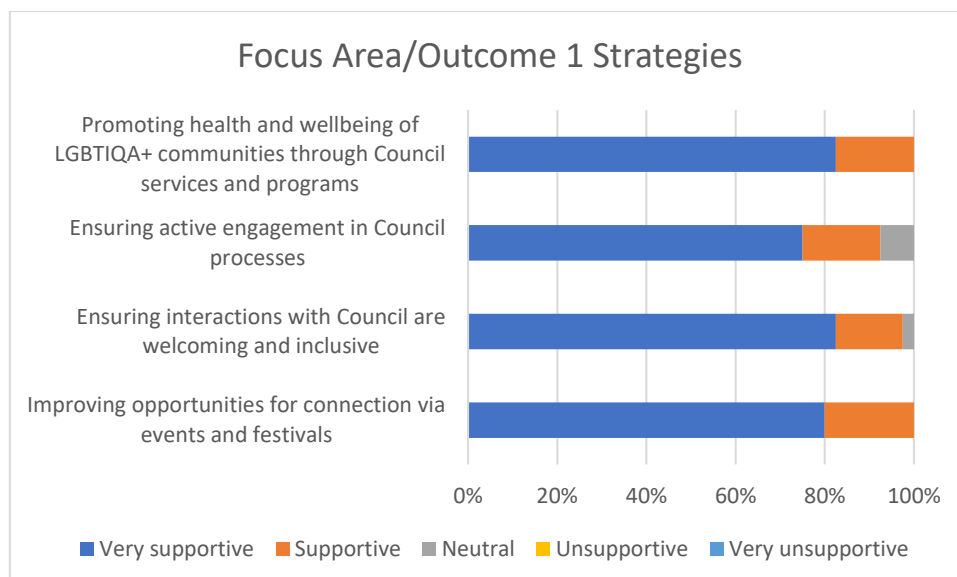 Focus Area/Outcome 1 Strategies
Promoting health and wellbeing of
LGBTIQA+ communities through Council
services and programs
Ensuring active engagement in Council
processes
Ensuring interactions with Council are
welcoming and inclusive
Improving opportunities for connection via
events and festivals
0% 20% 40% 60% 80% 100%
Very supportive Supportive Neutral Unsupportive Very unsupportive